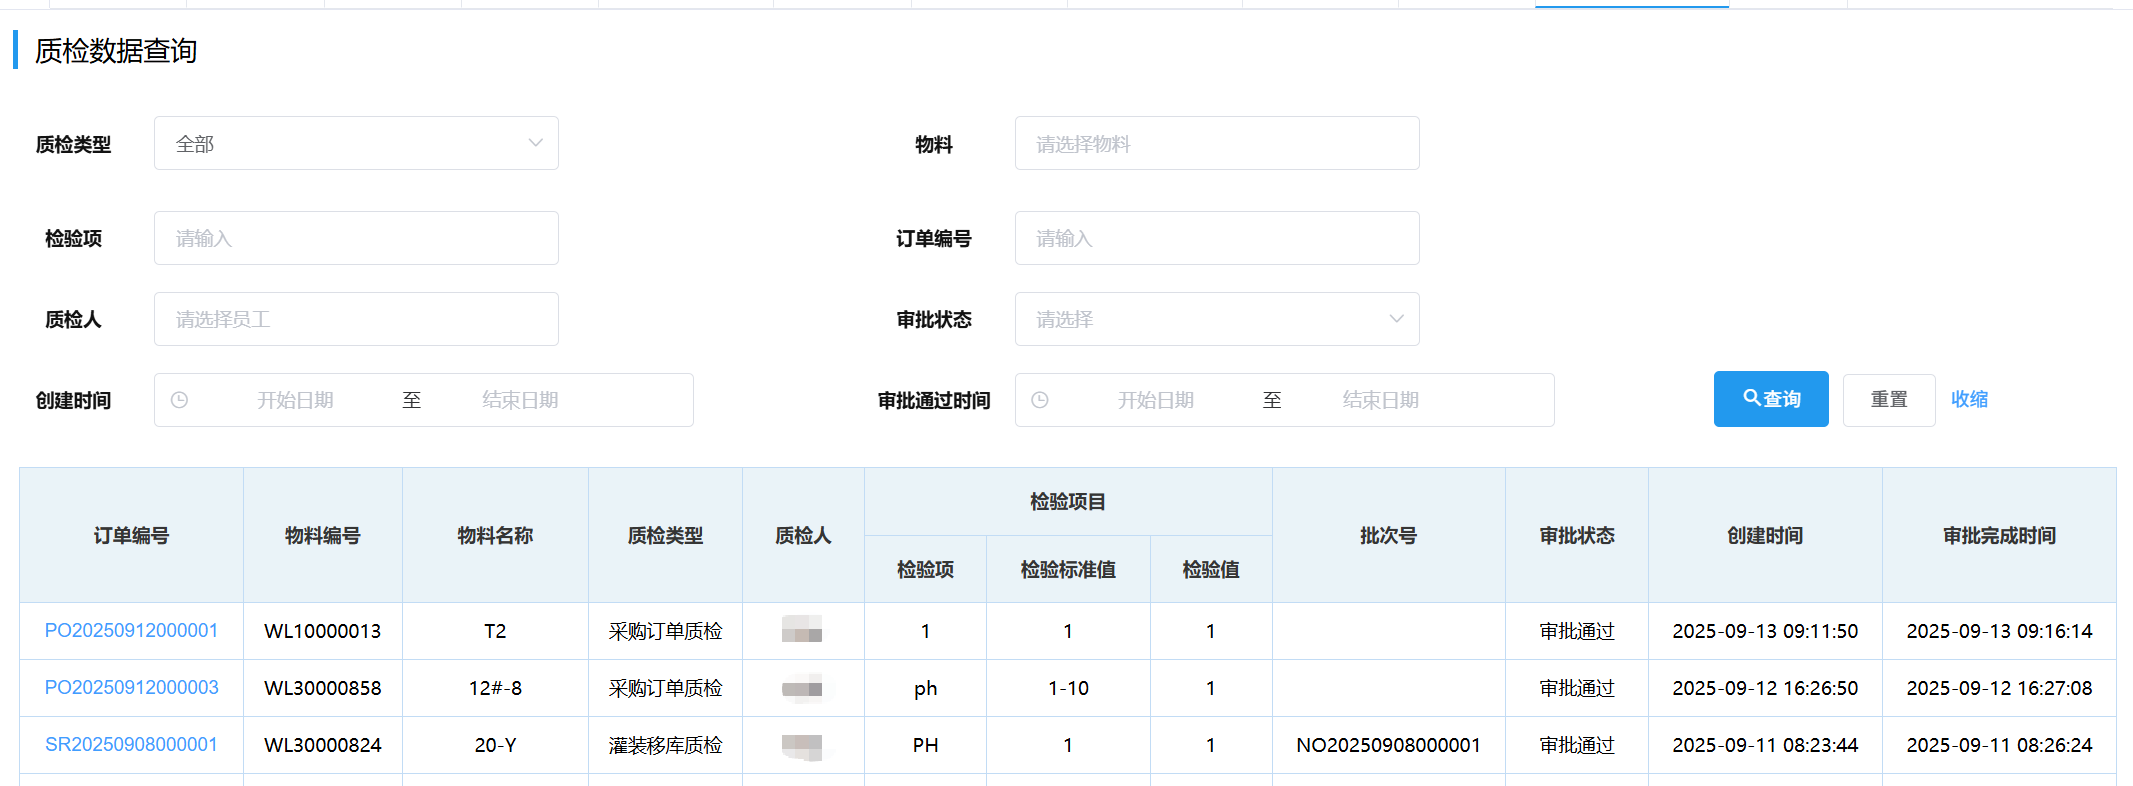 质检数据查询
质检类型 全部 物料 请选择物料
检验项 请输入 订单编号 请输入
质检人 请选择员工 审批状态 请选择
创建时间 开始日期 至 结束日期 审批通过时间 开始日期 至 结束日期 查询 重置 收缩
检验项目
订单编号 物料编号 物料名称 质检类型 质检人 批次号 审批状态 创建时间 审批完成时间
检验项 检验标准值 检验值
PO20250912000001 WL10000013 T2 采购订单质检 1 1 1 审批通过 2025-09-13 09:11:50 2025-09-13 09:16:14
PO20250912000003 WL30000858 12#-8 采购订单质检 ph 1-10 1 审批通过 2025-09-12 16:26:50 2025-09-12 16:27:08
SR20250908000001 WL30000824 20-Y 灌装移库质检 PH 1 1 NO20250908000001 审批通过 2025-09-11 08:23:44 2025-09-11 08:26:24